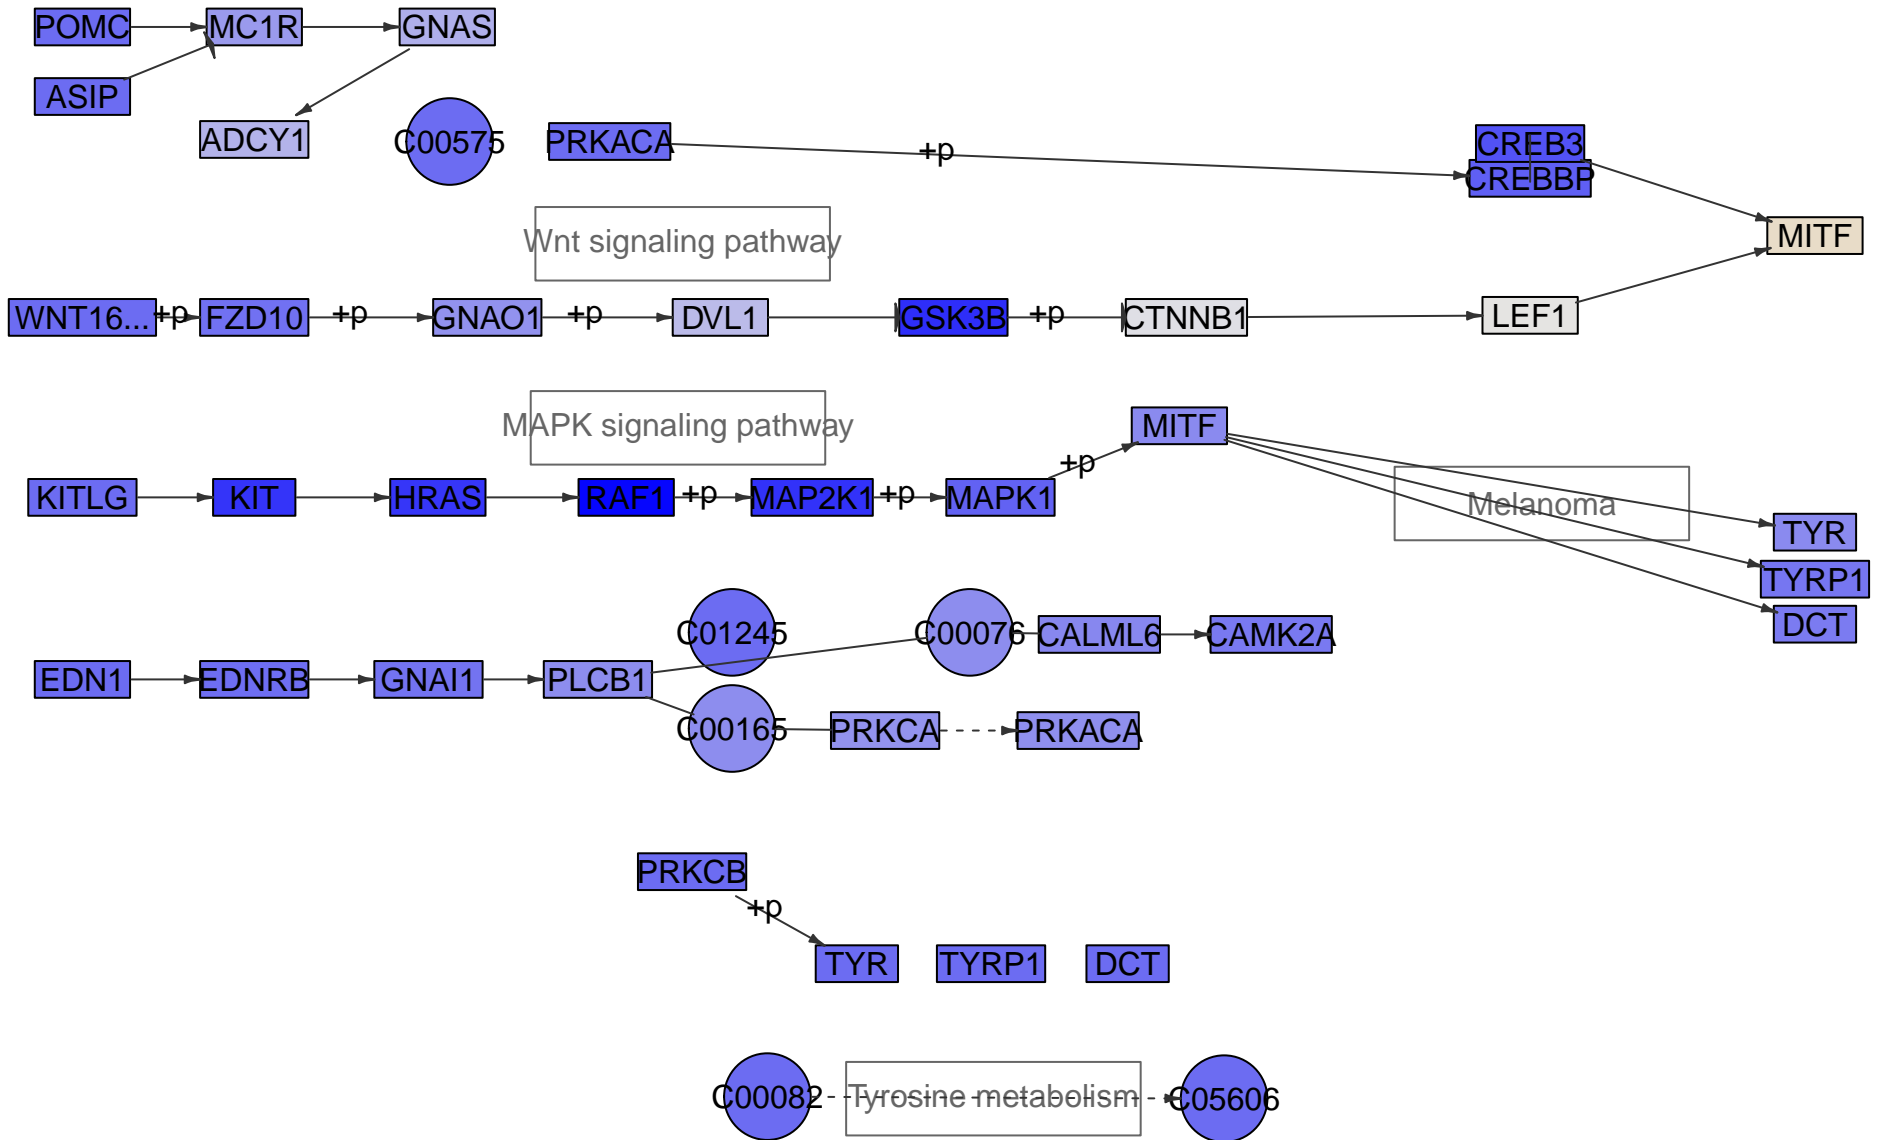 POMC
MC1R
GNAS
ASIP
ADCY1
C00575
PRKACA
+p
CREB3
CREBBP
Wnt signaling pathway
MITF
WNT16...
+p
FZD10
+p
GNAO1
+p
DVL1
GSK3B
+p
CTNNB1
LEF1
MAPK signaling pathway
MITF
+p
KITLG
KIT
HRAS
RAF1
+p
MAP2K1
+p
MAPK1
Melanoma
TYR
TYRP1
DCT
C01245
C00076
CALML6
CAMK2A
EDN1
EDNRB
GNAI1
PLCB1
C00165
PRKCA
PRKACA
PRKCB
+p
TYR
TYRP1
DCT
C00082
Tyrosine metabolism
C05606